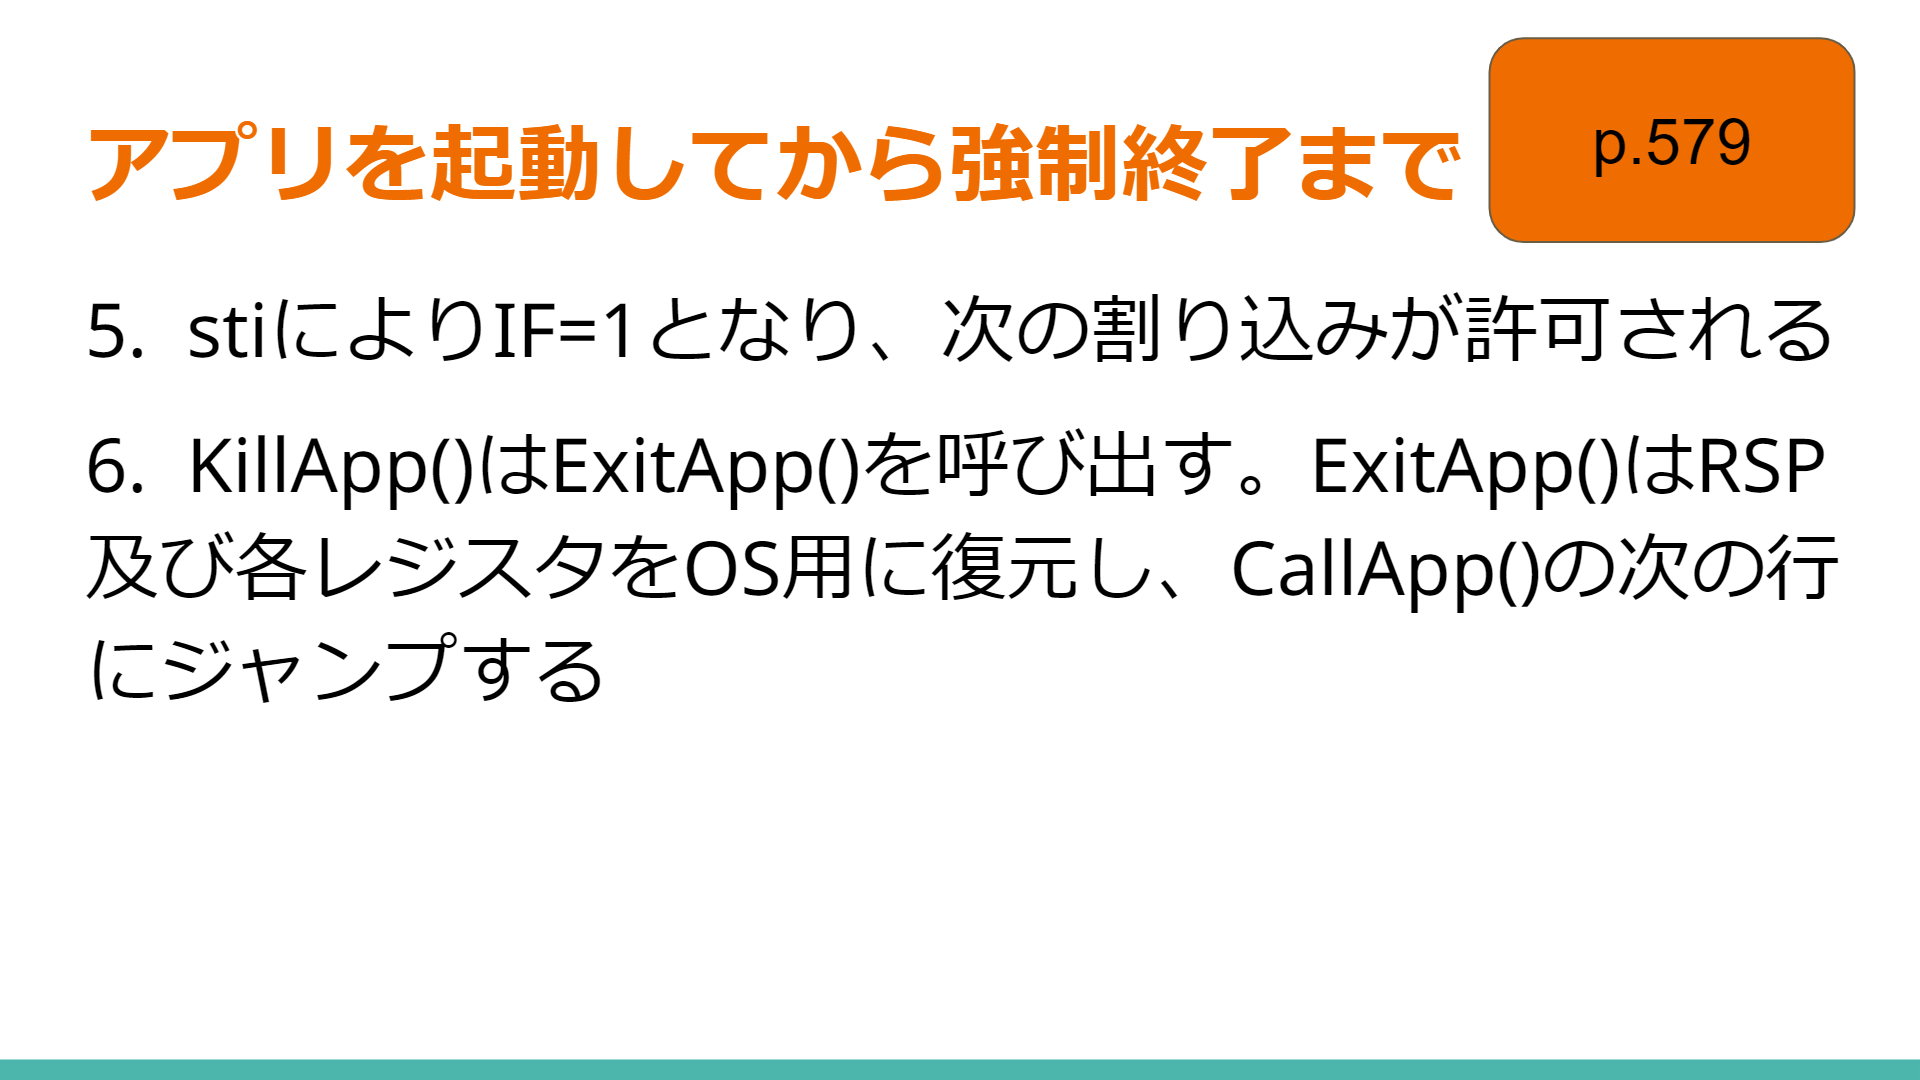 アプリを起動してから強制終了まで
p.579
5. stiによりIF=1となり、次の割り込みが許可される
6. KillApp()はExitApp()を呼び出す。ExitApp()はRSP
及び各レジスタをOS用に復元し、CallApp()の次の行
にジャンプする